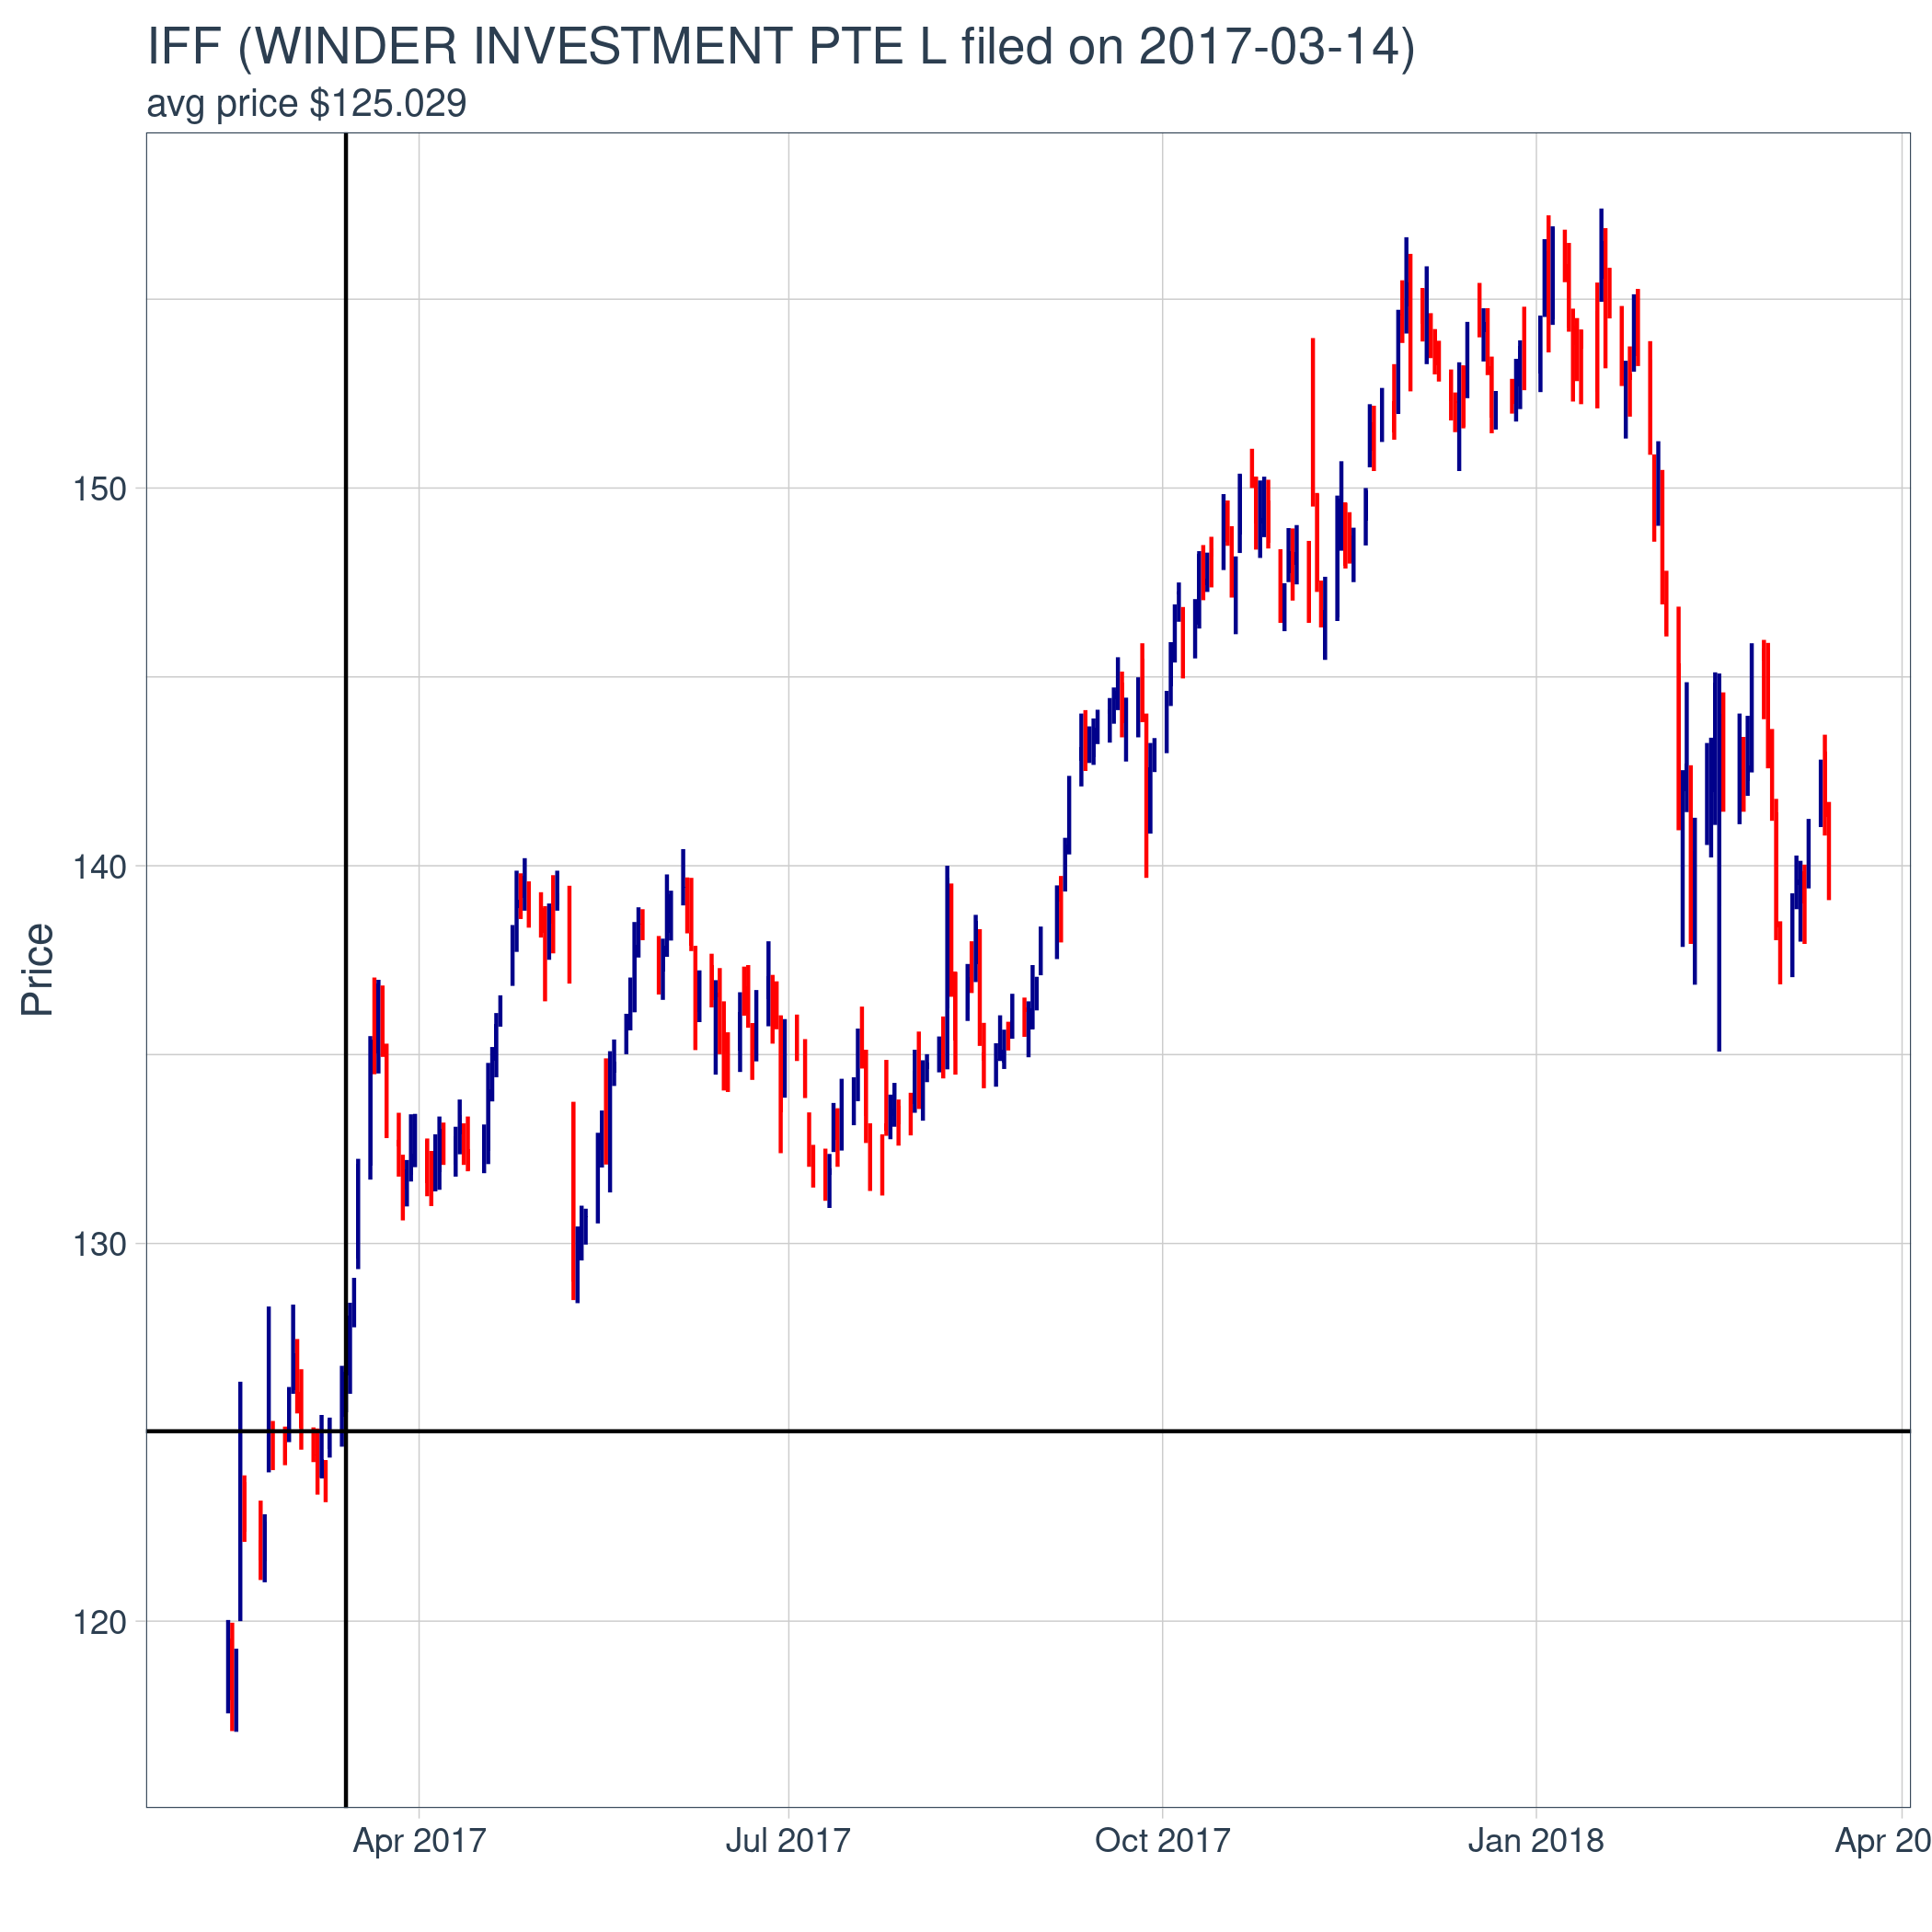 IFF (WINDER INVESTMENT PTE L filed on 2017-03-14)
avg price $125.029
Price
150
140
130
120
Apr 2017
Jul 2017
Oct 2017
Jan 2018
Apr 20